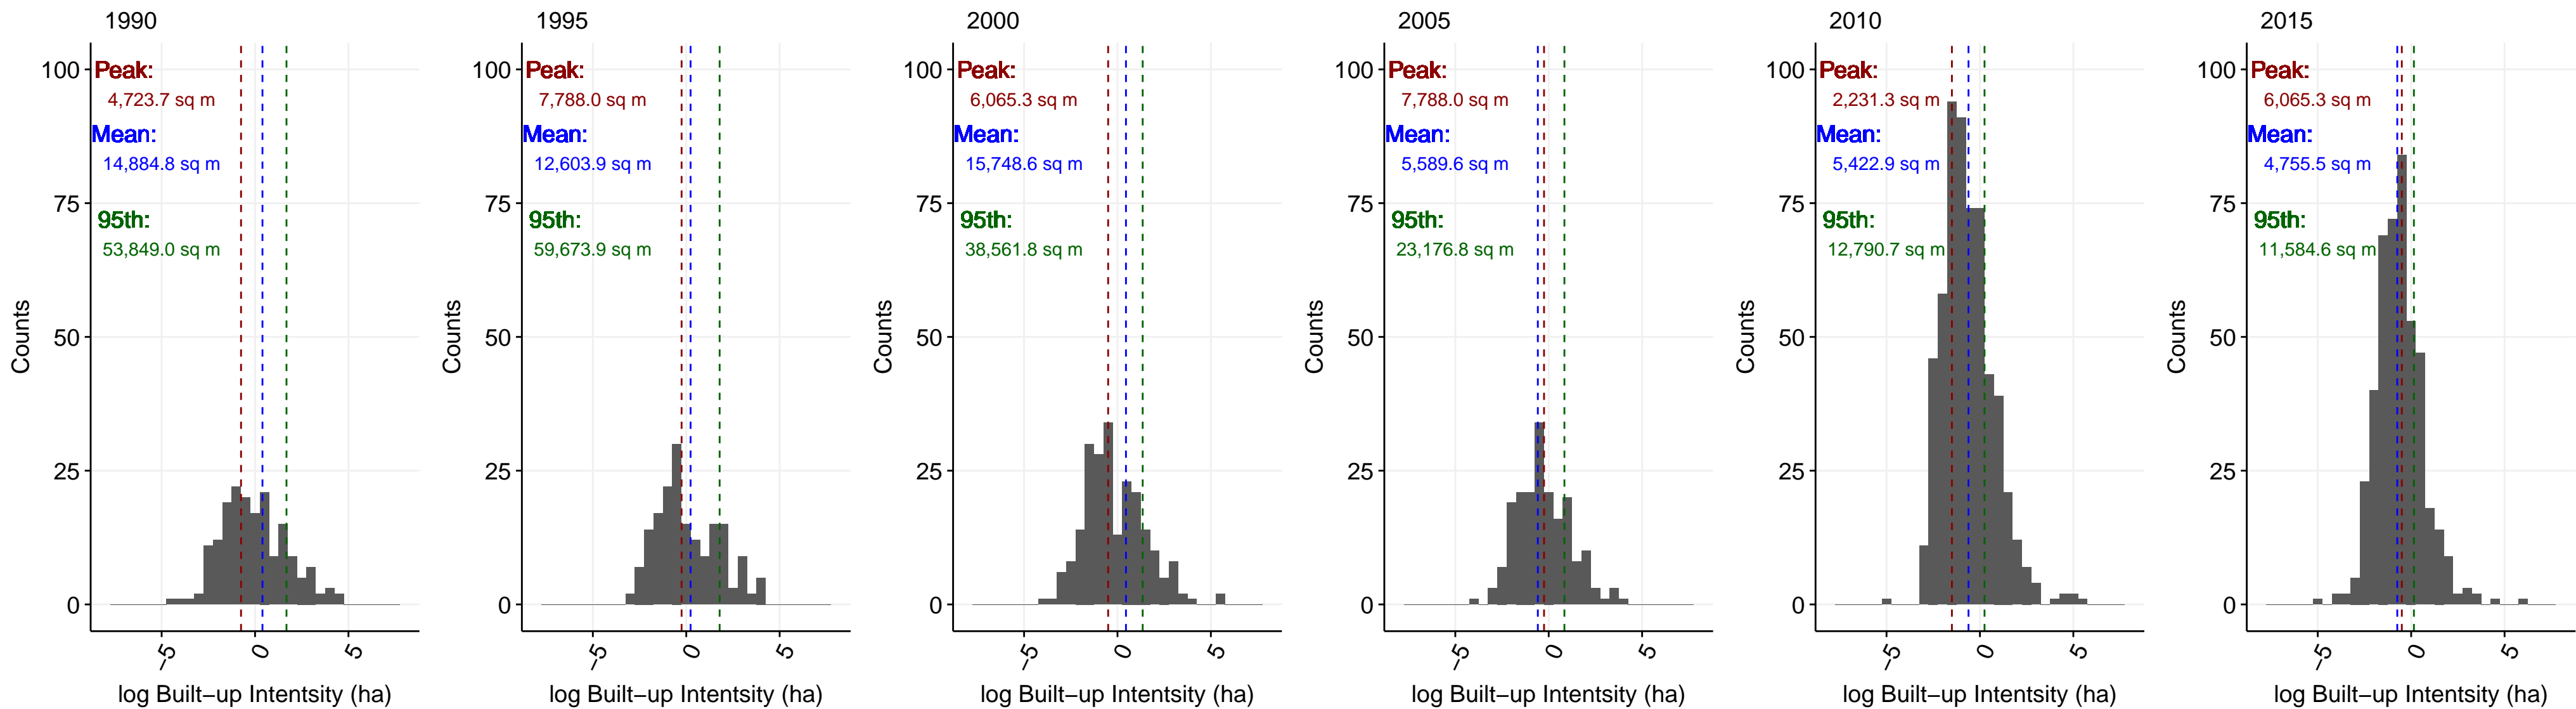 1990
Counts
100
75
50
25
0
Peak:
4,723.7 sq m
Mean:
14,884.8 sq m
95th:
53,849.0 sq m
−5
0
5
log Built−up Intentsity (ha)
1995
Counts
100
75
50
25
0
Peak:
7,788.0 sq m
Mean:
12,603.9 sq m
95th:
59,673.9 sq m
−5
0
5
log Built−up Intentsity (ha)
2000
Counts
100
75
50
25
0
Peak:
6,065.3 sq m
Mean:
15,748.6 sq m
95th:
38,561.8 sq m
−5
0
5
log Built−up Intentsity (ha)
2005
Counts
100
75
50
25
0
Peak:
7,788.0 sq m
Mean:
5,589.6 sq m
95th:
23,176.8 sq m
−5
0
5
log Built−up Intentsity (ha)
2010
Counts
100
75
50
25
0
Peak:
2,231.3 sq m
Mean:
5,422.9 sq m
95th:
12,790.7 sq m
−5
0
5
log Built−up Intentsity (ha)
2015
Counts
100
75
50
25
0
Peak:
6,065.3 sq m
Mean:
4,755.5 sq m
95th:
11,584.6 sq m
−5
0
5
log Built−up Intentsity (ha)